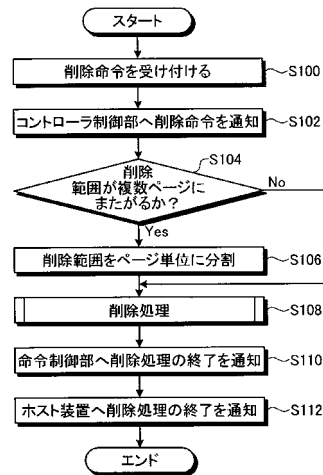 スタート
削除命令を受け付ける
S100
コントローラ制御部へ削除命令を通知
S102
S104
削除
範囲が複数ページに
またがるか？
No
Yes
削除範囲をページ単位に分割
S106
削除処理
S108
命令制御部へ削除処理の終了を通知
S110
ホスト装置へ削除処理の終了を通知
S112
エンド